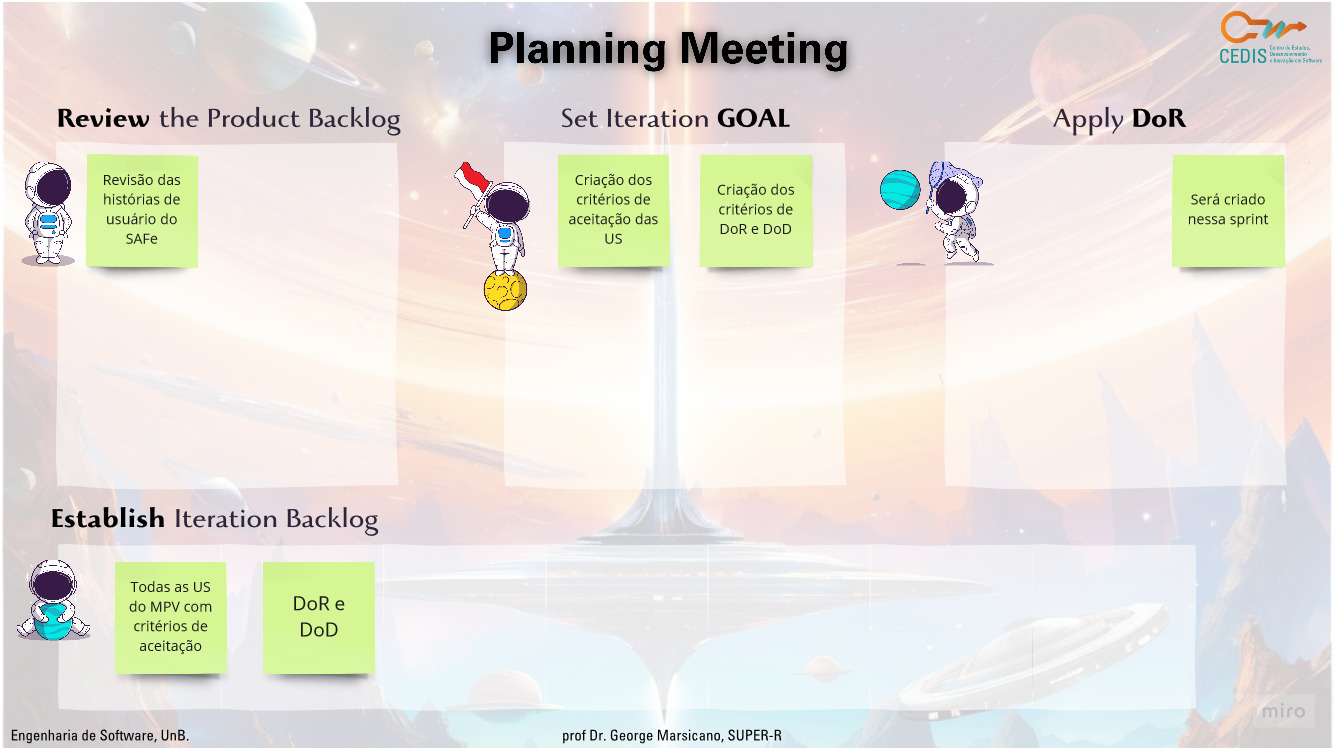 Planning Meeting
CEDIS
Centro de Estudos,
Desenvolvimento
e Inovação em Software
Review the Product Backlog
Set Iteration GOAL
Apply DoR
Revisão das
histórias de
usuário do
SAFe
Criação dos
critérios de
aceitação das
US
Criação dos
critérios de
DoR e DoD
Será criado
nessa sprint
Establish Iteration Backlog
Todas as US
do MPV com
critérios de
aceitação
DoR e
DoD
miro
Engenharia de Software, UnB.
prof Dr. George Marsicano, SUPER-R